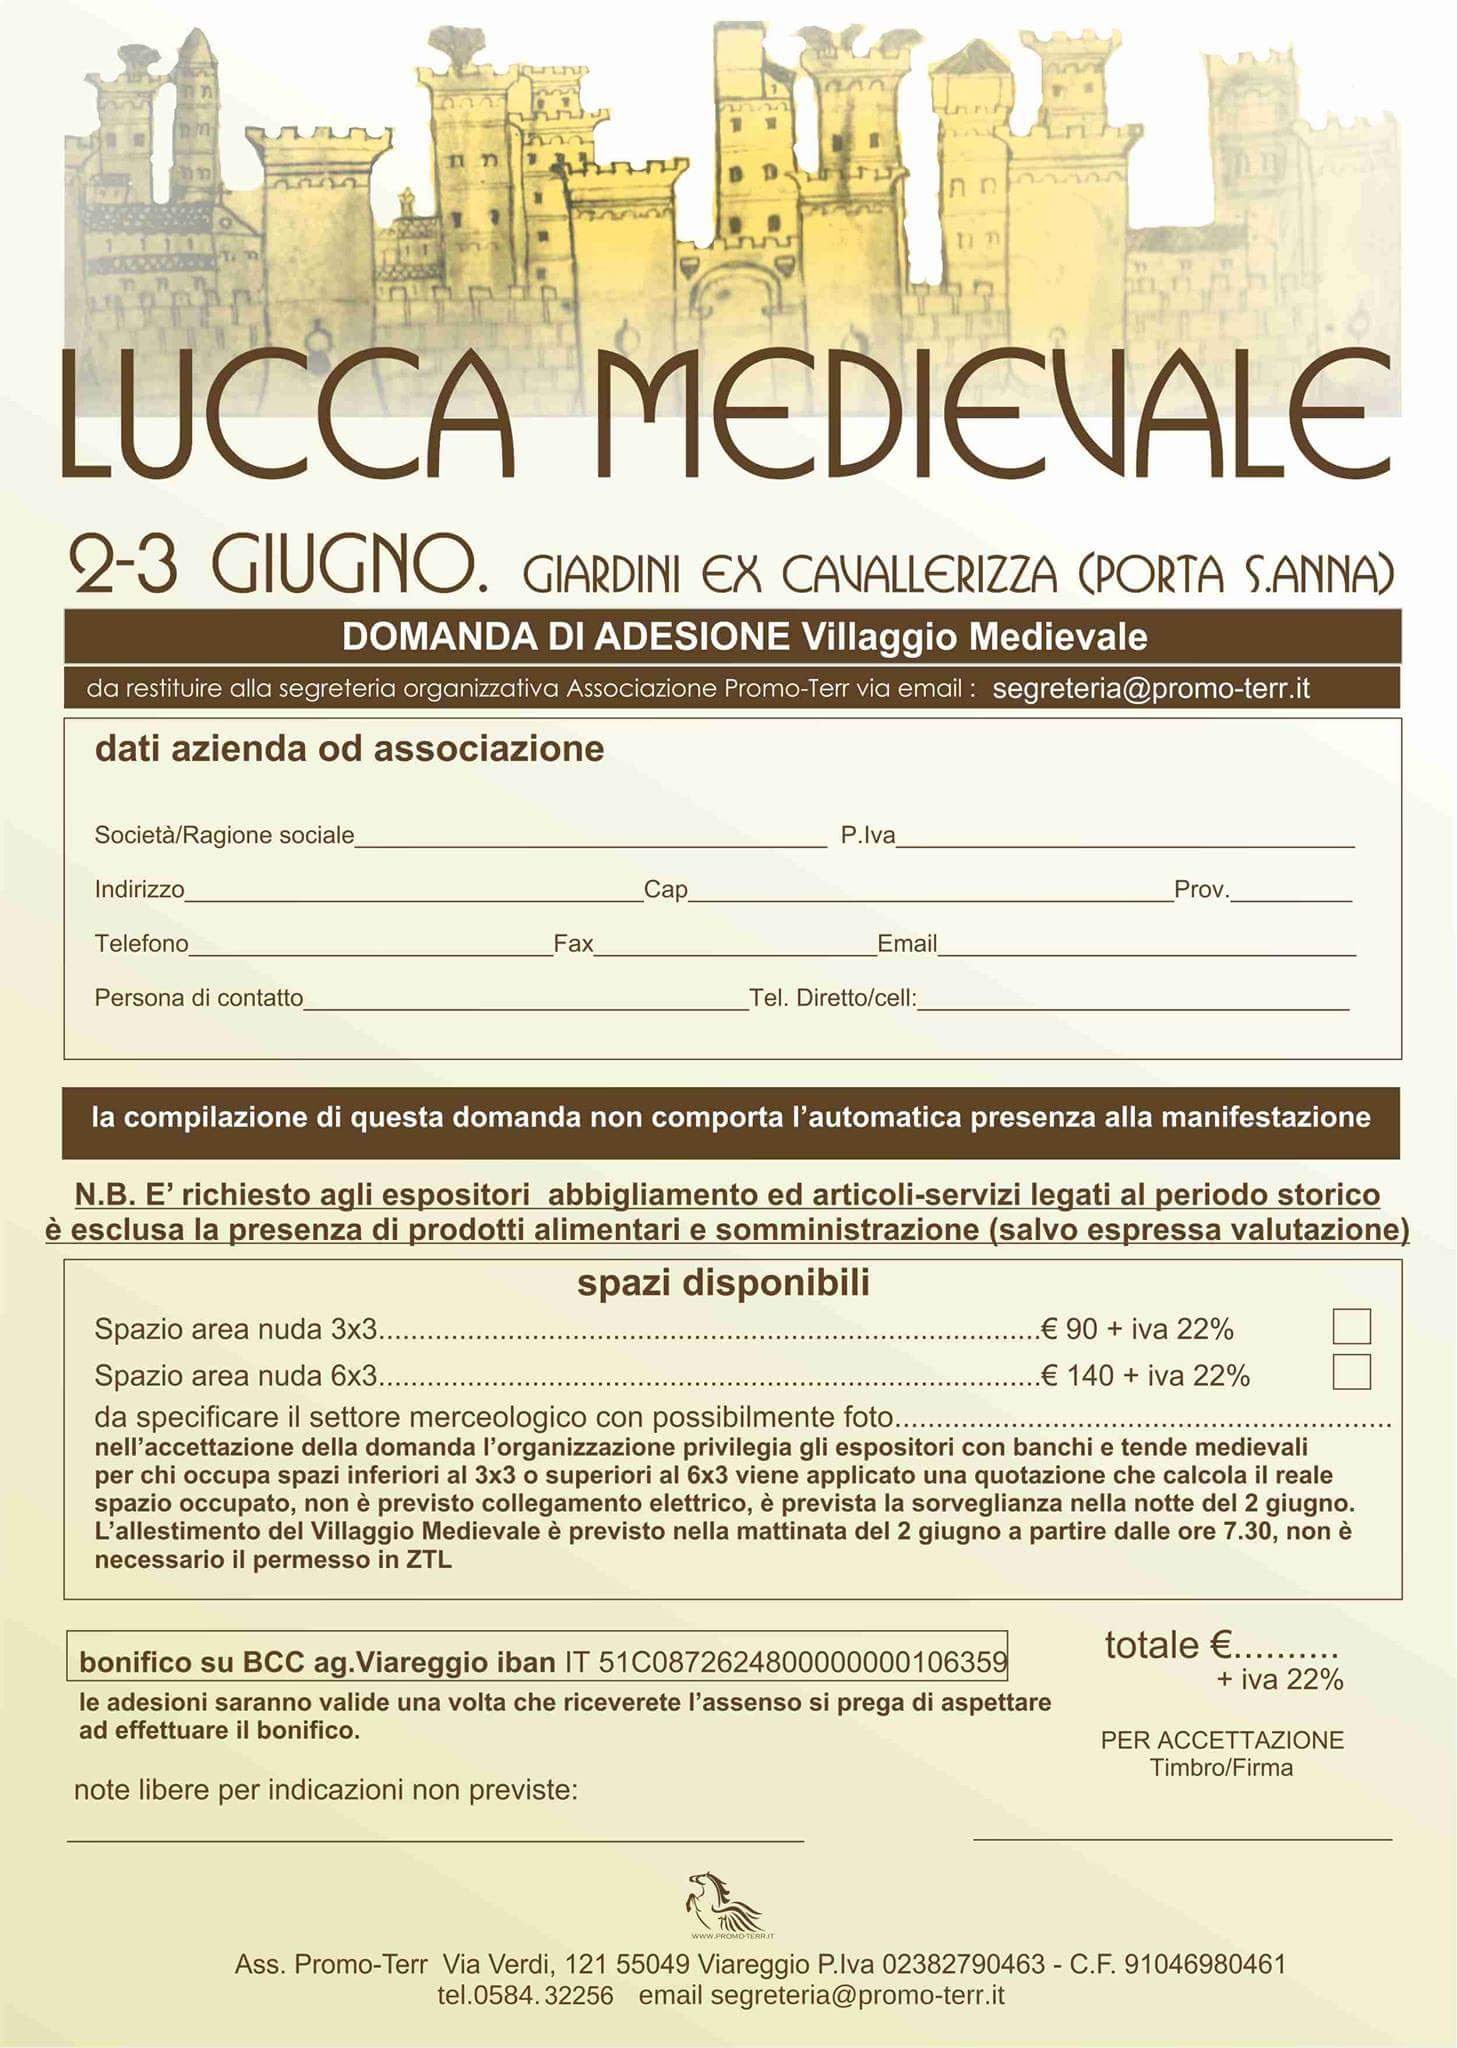 LUCCA MEDIEVALE
2-3 GIUGNO. GIARDINI EX CAVALLERIZZA (PORTA S.ANNA)
DOMANDA DI ADESIONE Villaggio Medievale
da restituire alla segreteria organizzativa Associazione Promo-Terr via email : segreteria@promo-terr.it
dati azienda od associazione
Società/Ragione sociale__________ P.Iva__________
Indirizzo__________Cap__________Prov.__________
Telefono__________Fax__________Email__________
Persona di contatto__________Tel. Diretto/cell:__________
la compilazione di questa domanda non comporta l'automatica presenza alla manifestazione
N.B. E' richiesto agli espositori abbigliamento ed articoli-servizi legati al periodo storico
è esclusa la presenza di prodotti alimentari e somministrazione (salvo espressa valutazione)
spazi disponibili
Spazio area nuda 3x3..........€ 90 + iva 22%
Spazio area nuda 6x3..........€ 140 + iva 22%
da specificare il settore merceologico con possibilmente foto..........
nell'accettazione della domanda l'organizzazione privilegia gli espositori con banchi e tende medievali
per chi occupa spazi inferiori al 3x3 o superiori al 6x3 viene applicato una quotazione che calcola il reale
spazio occupato, non è previsto collegamento elettrico, è prevista la sorveglianza nella notte del 2 giugno.
L'allestimento del Villaggio Medievale è previsto nella mattinata del 2 giugno a partire dalle ore 7.30, non è
necessario il permesso in ZTL
bonifico su BCC ag.Viareggio iban IT 51C0872624800000000106359
le adesioni saranno valide una volta che riceverete l'assenso si prega di aspettare
ad effettuare il bonifico.
totale €..........
+ iva 22%
PER ACCETTAZIONE
Timbro/Firma
note libere per indicazioni non previste:
WWW.PROMO-TERR.IT
Ass. Promo-Terr Via Verdi, 121 55049 Viareggio P.Iva 02382790463 - C.F. 91046980461
tel.0584.32256 email segreteria@promo-terr.it